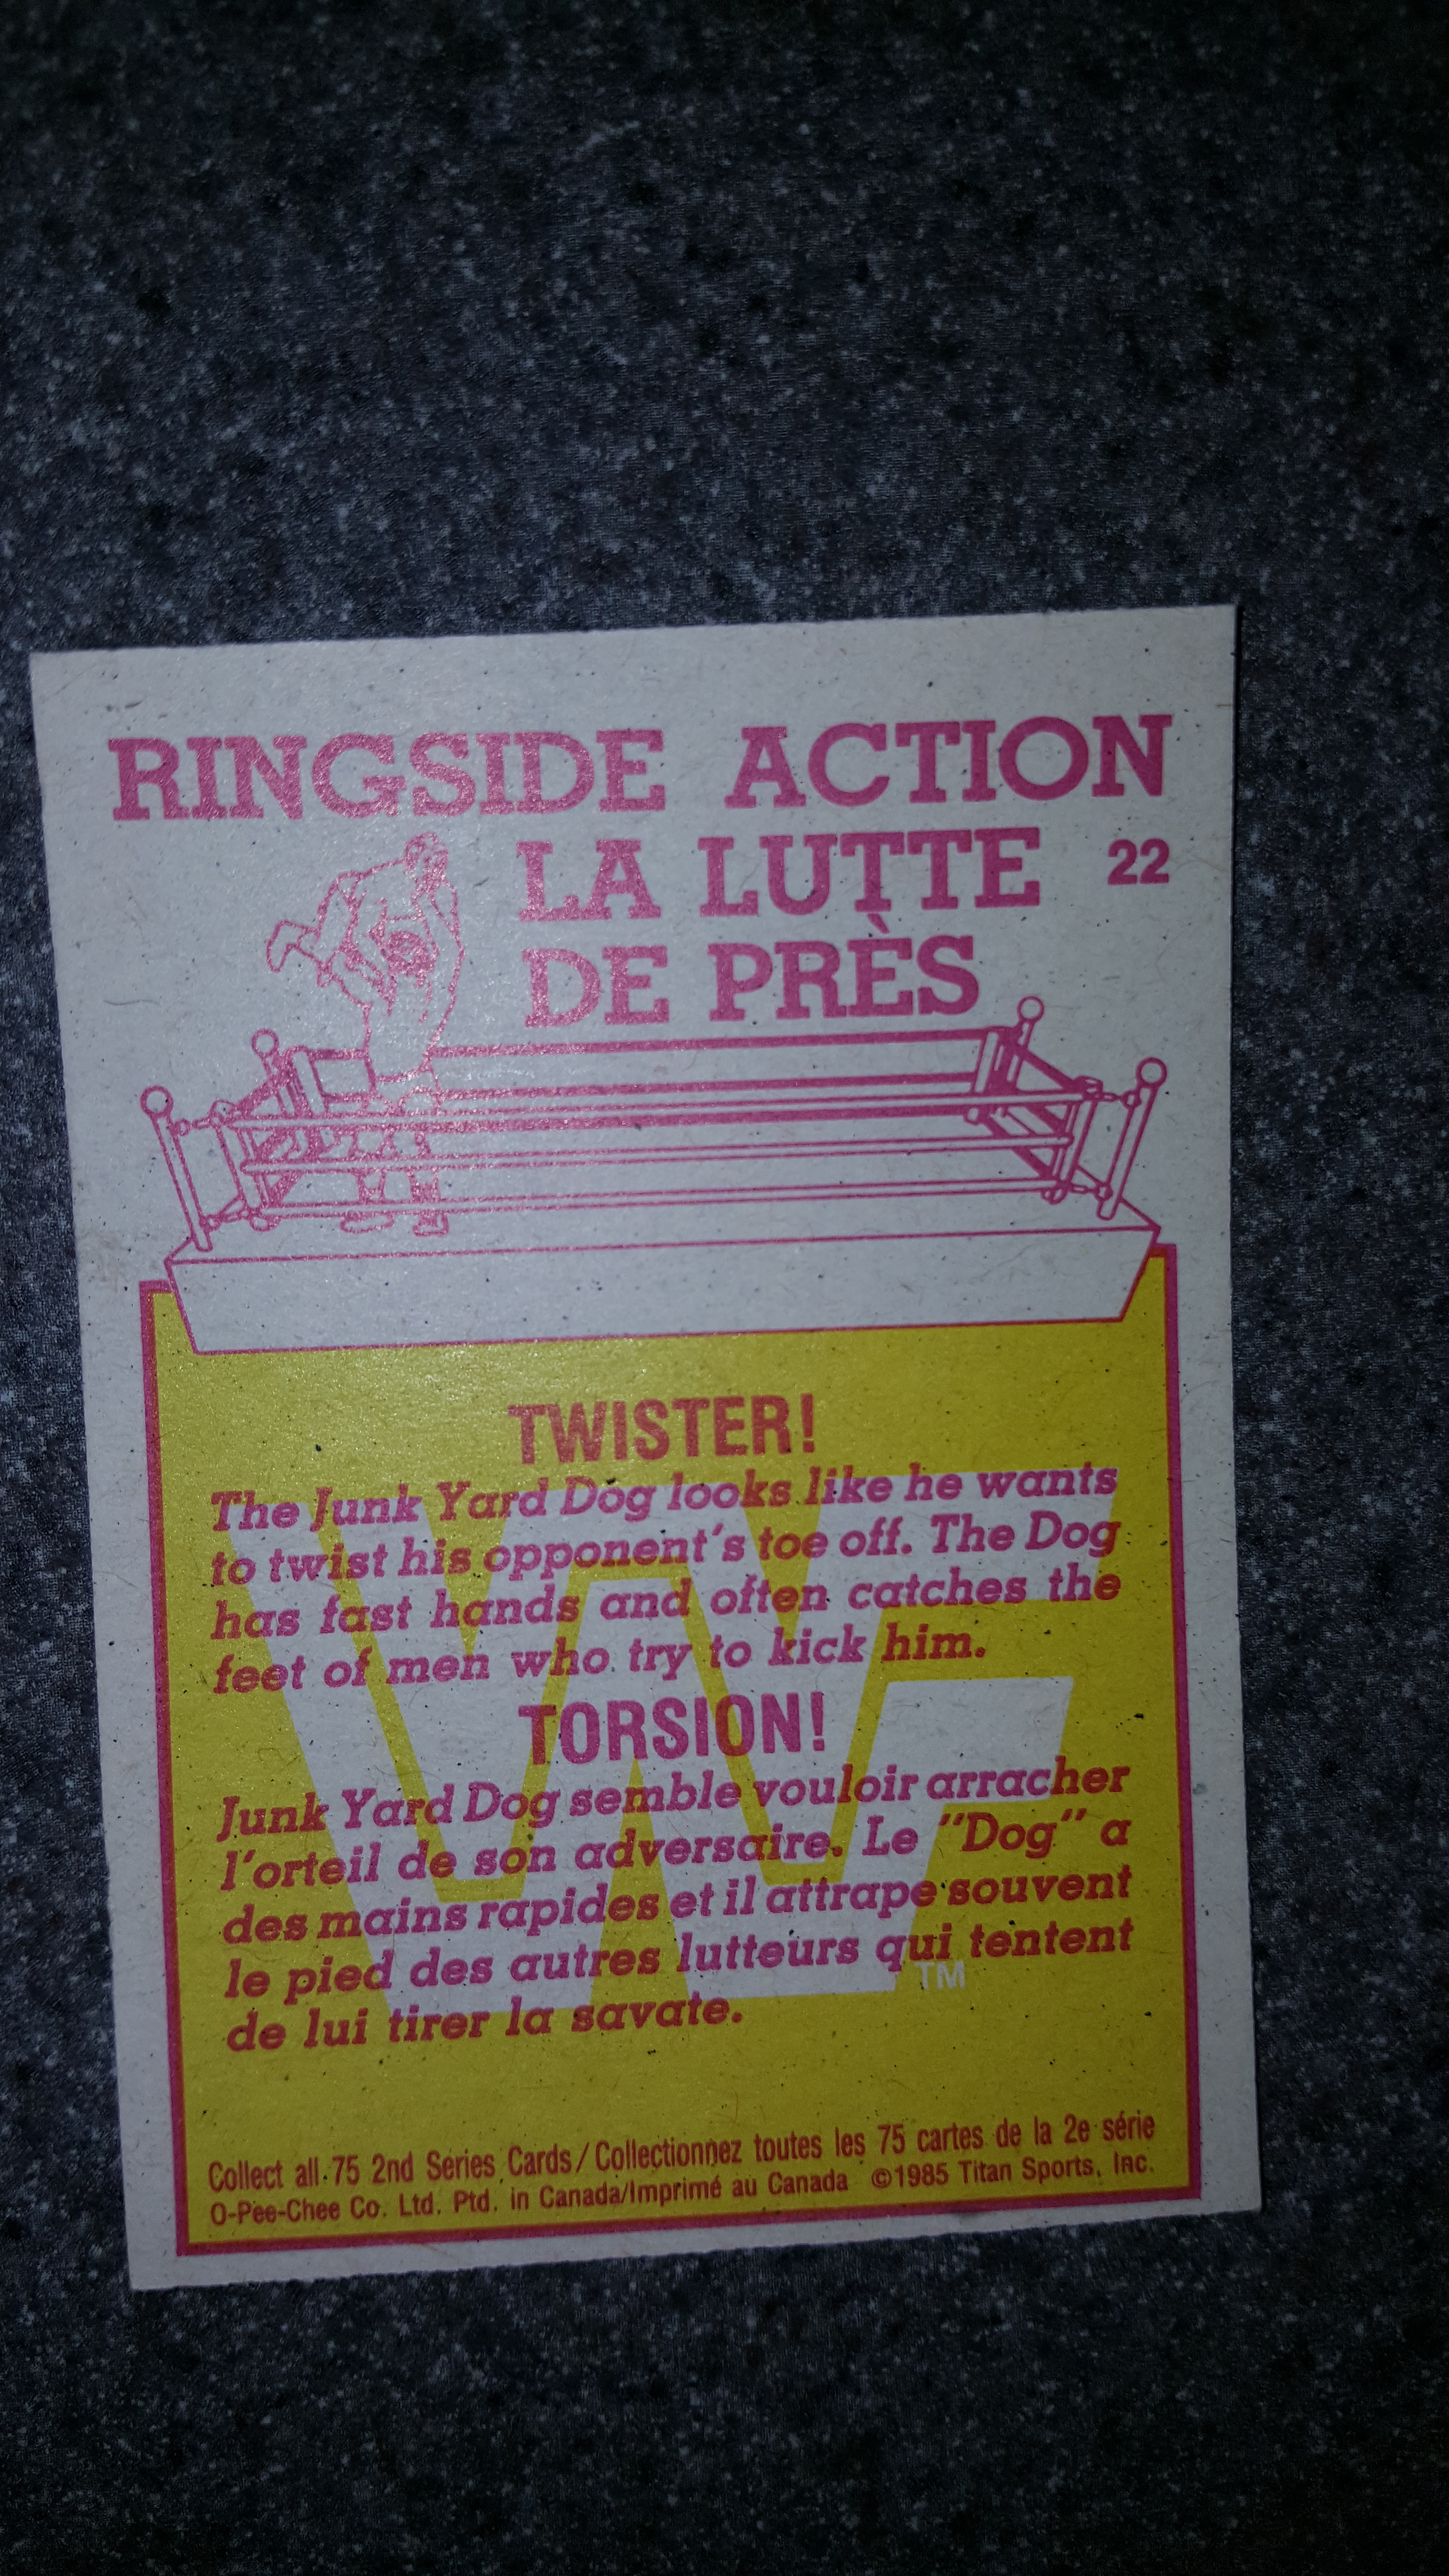 RINGSIDE ACTION
LA LUTTE 22
DE PRÈS
TWISTER!
The Junk Yard Dog looks like he wants
to twist his opponent's toe off. The Dog
has fast hands and often catches the
feet of men who try to kick him.
TORSION!
Junk Yard Dog semble vouloir arracher
l'orteil de son adversaire. Le "Dog" a
des mains rapides et il attrape souvent
le pied des autres lutteurs qui tentent
de lui tirer la savate.
TM
Collect all 75 2nd Series Cards/Collectionnez toutes les 75 cartes de la 2e série
O-Pee-Chee Co. Ltd. Ptd. in Canada/Imprimé au Canada ©1985 Titan Sports, Inc.